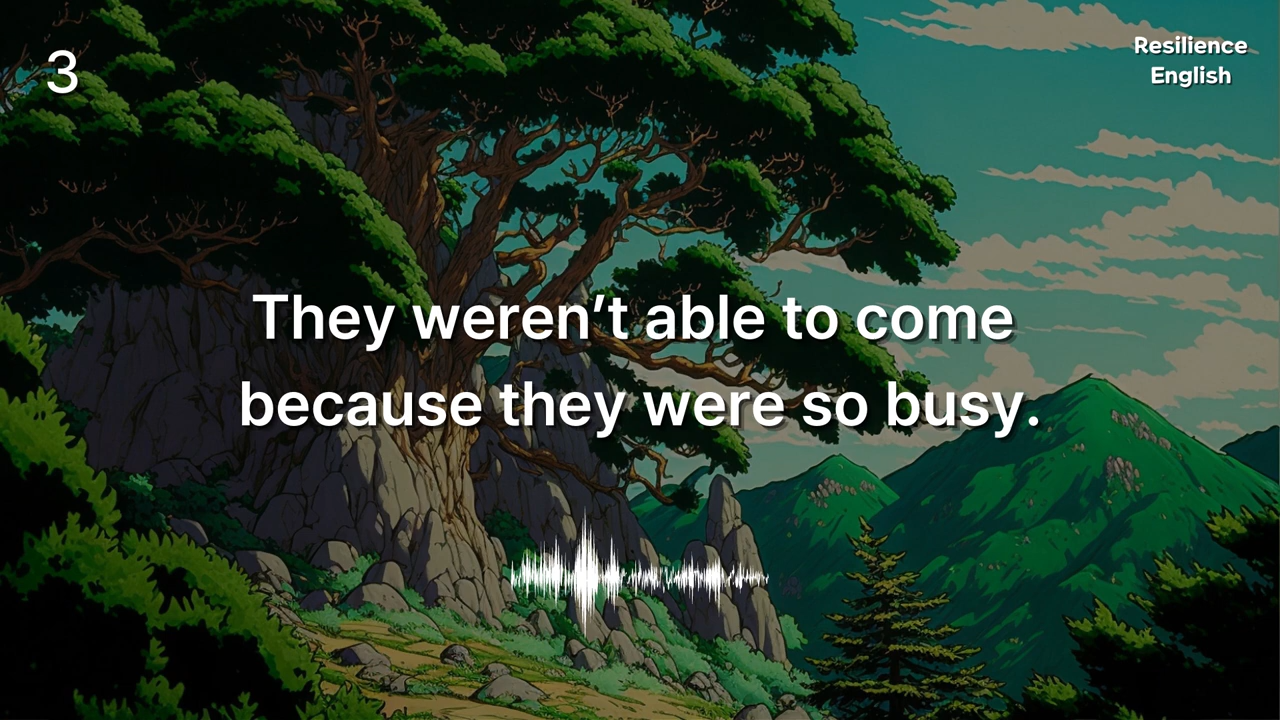 3
Resilience
English
They weren’t able to come
because they were so busy.